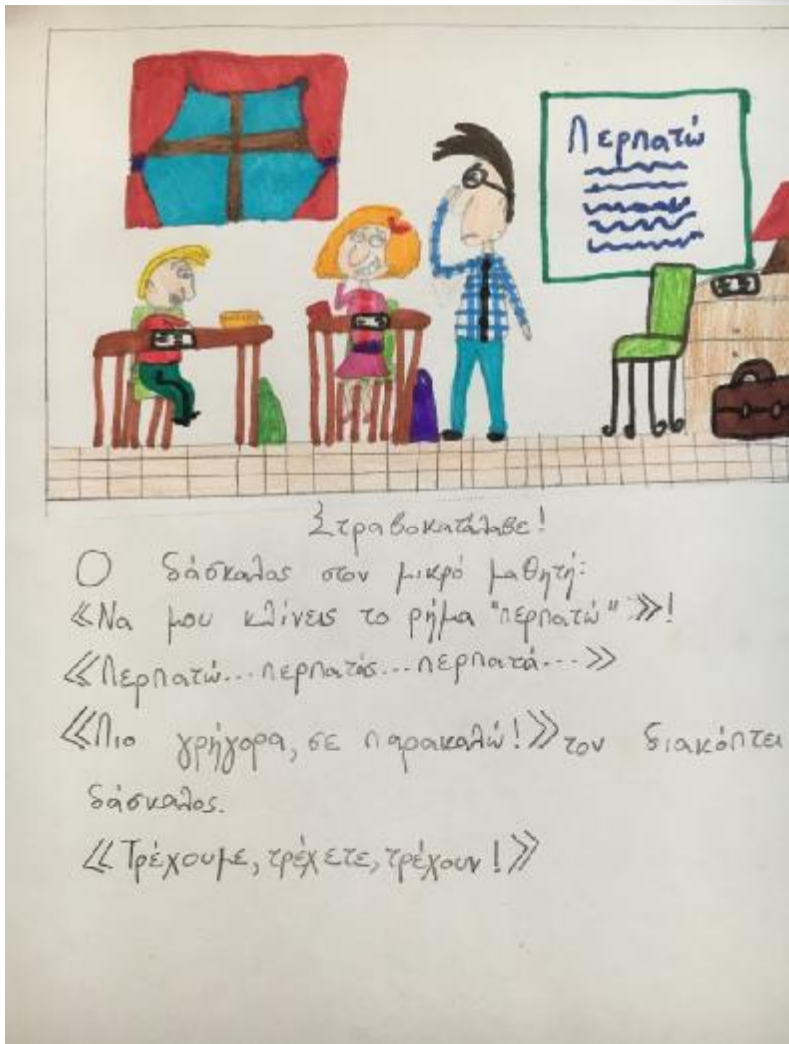 Περπατώ
Στραβοκατάλαβε!
Ο δάσκαλος στον μικρό μαθητή:
«Να μου κλίνεις το ρήμα "περπατώ"»!
«Περπατώ... περπατάς... περπατά...»
«Πιο γρήγορα, σε παρακαλώ!» τον διακόπτει
δάσκαλος.
«Τρέχουμε, τρέχετε, τρέχουν!»